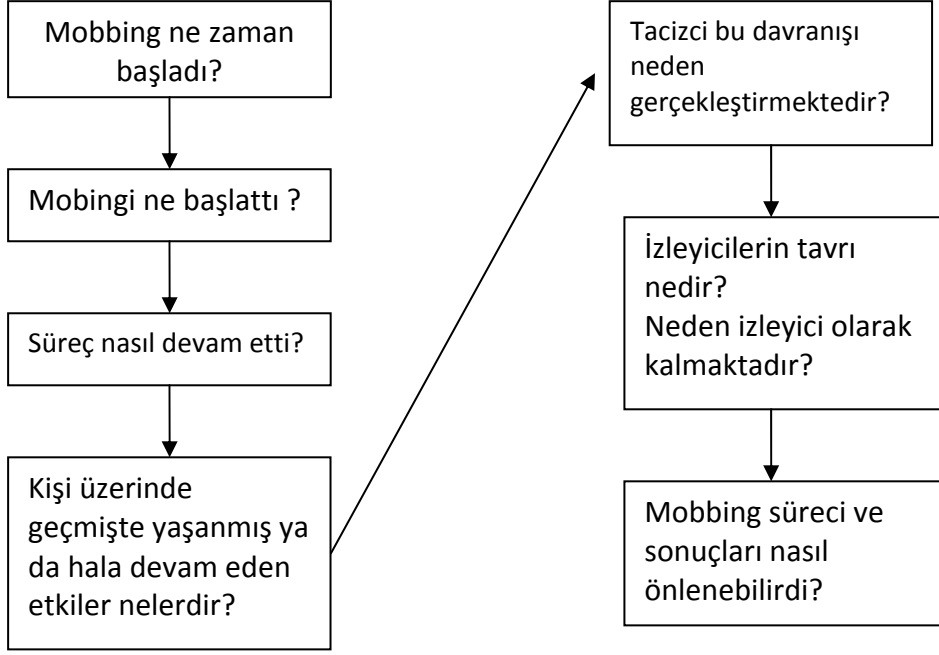 Mobbing ne zaman
başladı?
Mobingi ne başlattı ?
Süreç nasıl devam etti?
Kişi üzerinde
geçmişte yaşanmış ya
da hala devam eden
etkiler nelerdir?
Tacizci bu davranışı
neden
gerçekleştirmektedir?
İzleyicilerin tavrı
nedir?
Neden izleyici olarak
kalmaktadır?
Mobbing süreci ve
sonuçları nasıl
önlenebilirdi?